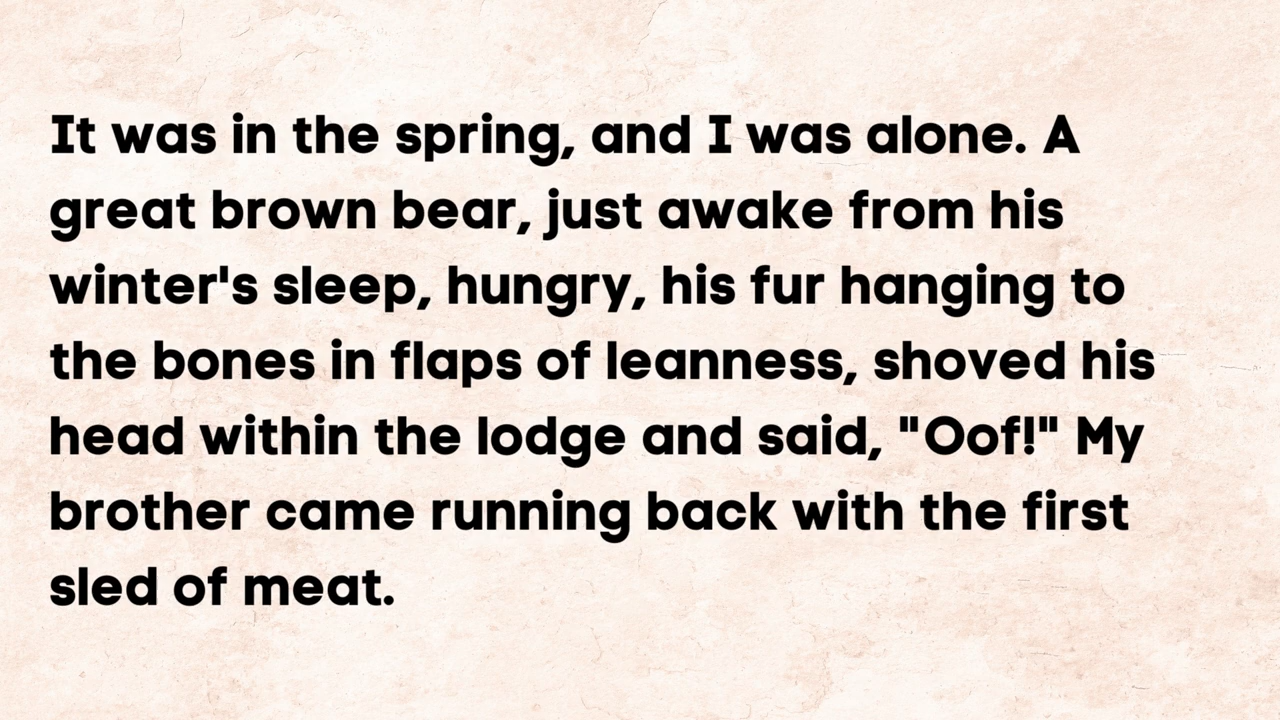 It was in the spring, and I was alone. A
great brown bear, just awake from his
winter's sleep, hungry, his fur hanging to
the bones in flaps of leanness, shoved his
head within the lodge and said, "Oof!" My
brother came running back with the first
sled of meat.